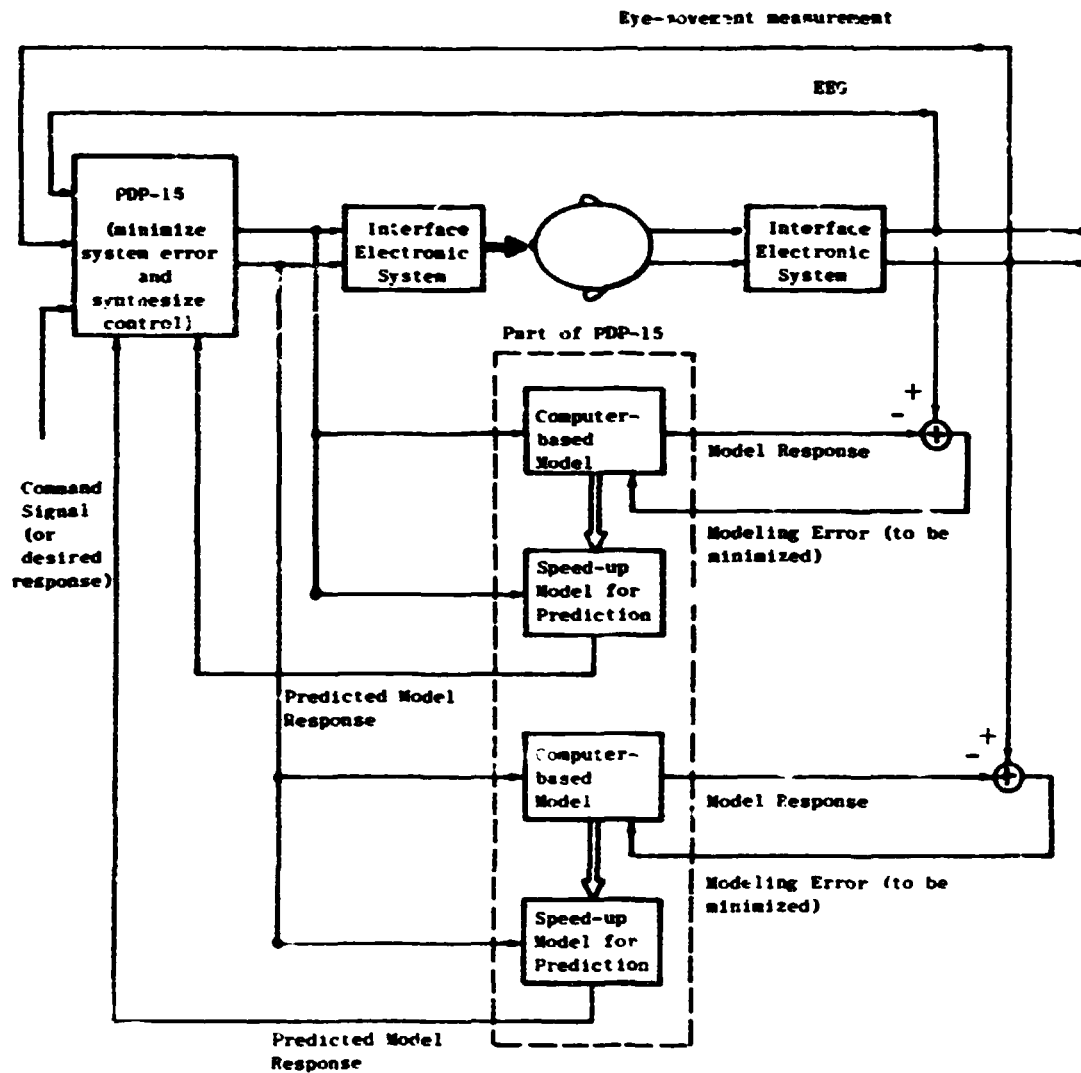 Eye-movement measurement
EEG
PDP-15
(minimize
system error
and
synthesize
control)
Interface
Electronic
System
Interface
Electronic
System
Part of PDP-15
Computer-
based
Model
+
-
Model Response
Command
Signal
(or
desired
response)
Modeling Error (to be
minimized)
Speed-up
Model for
Prediction
Predicted Model
Response
Computer-
based
Model
+
-
Model Response
Modeling Error (to be
minimized)
Speed-up
Model for
Prediction
Predicted Model
Response